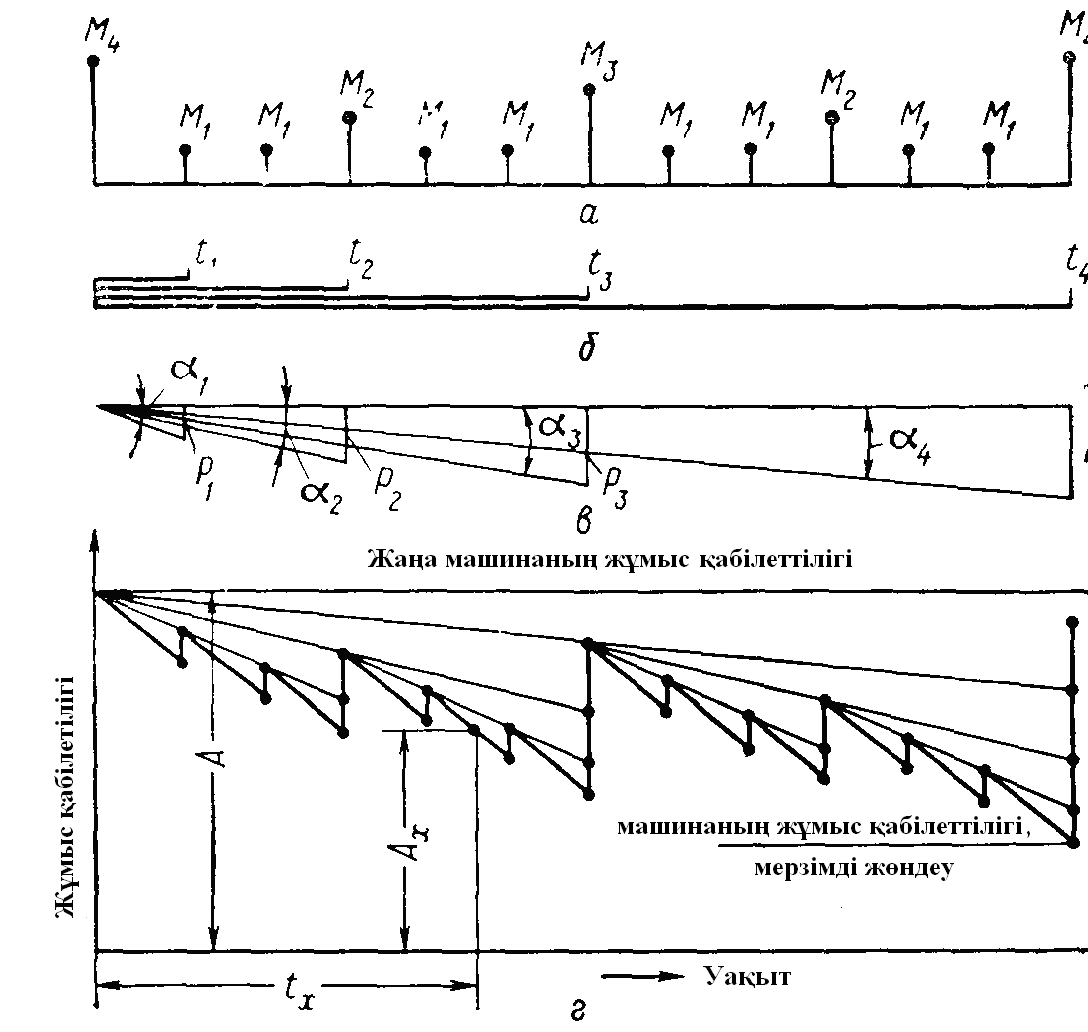 M₄ M₁ M₁ M₂ M₁ M₁ M₃ M₁ M₁ M₂ M₁ M₁
а
t₁ t₂ t₃ t₄
б
α₁ P₁ α₂ P₂ α₃ P₃ α₄
в
Жаңа машинаның жұмыс қабілеттілігі
Жұмыс қабілетілігі
A
Aₓ
машинаның жұмыс қабілеттілігі,
мерзімді жөндеу
Уақыт
tₓ
г